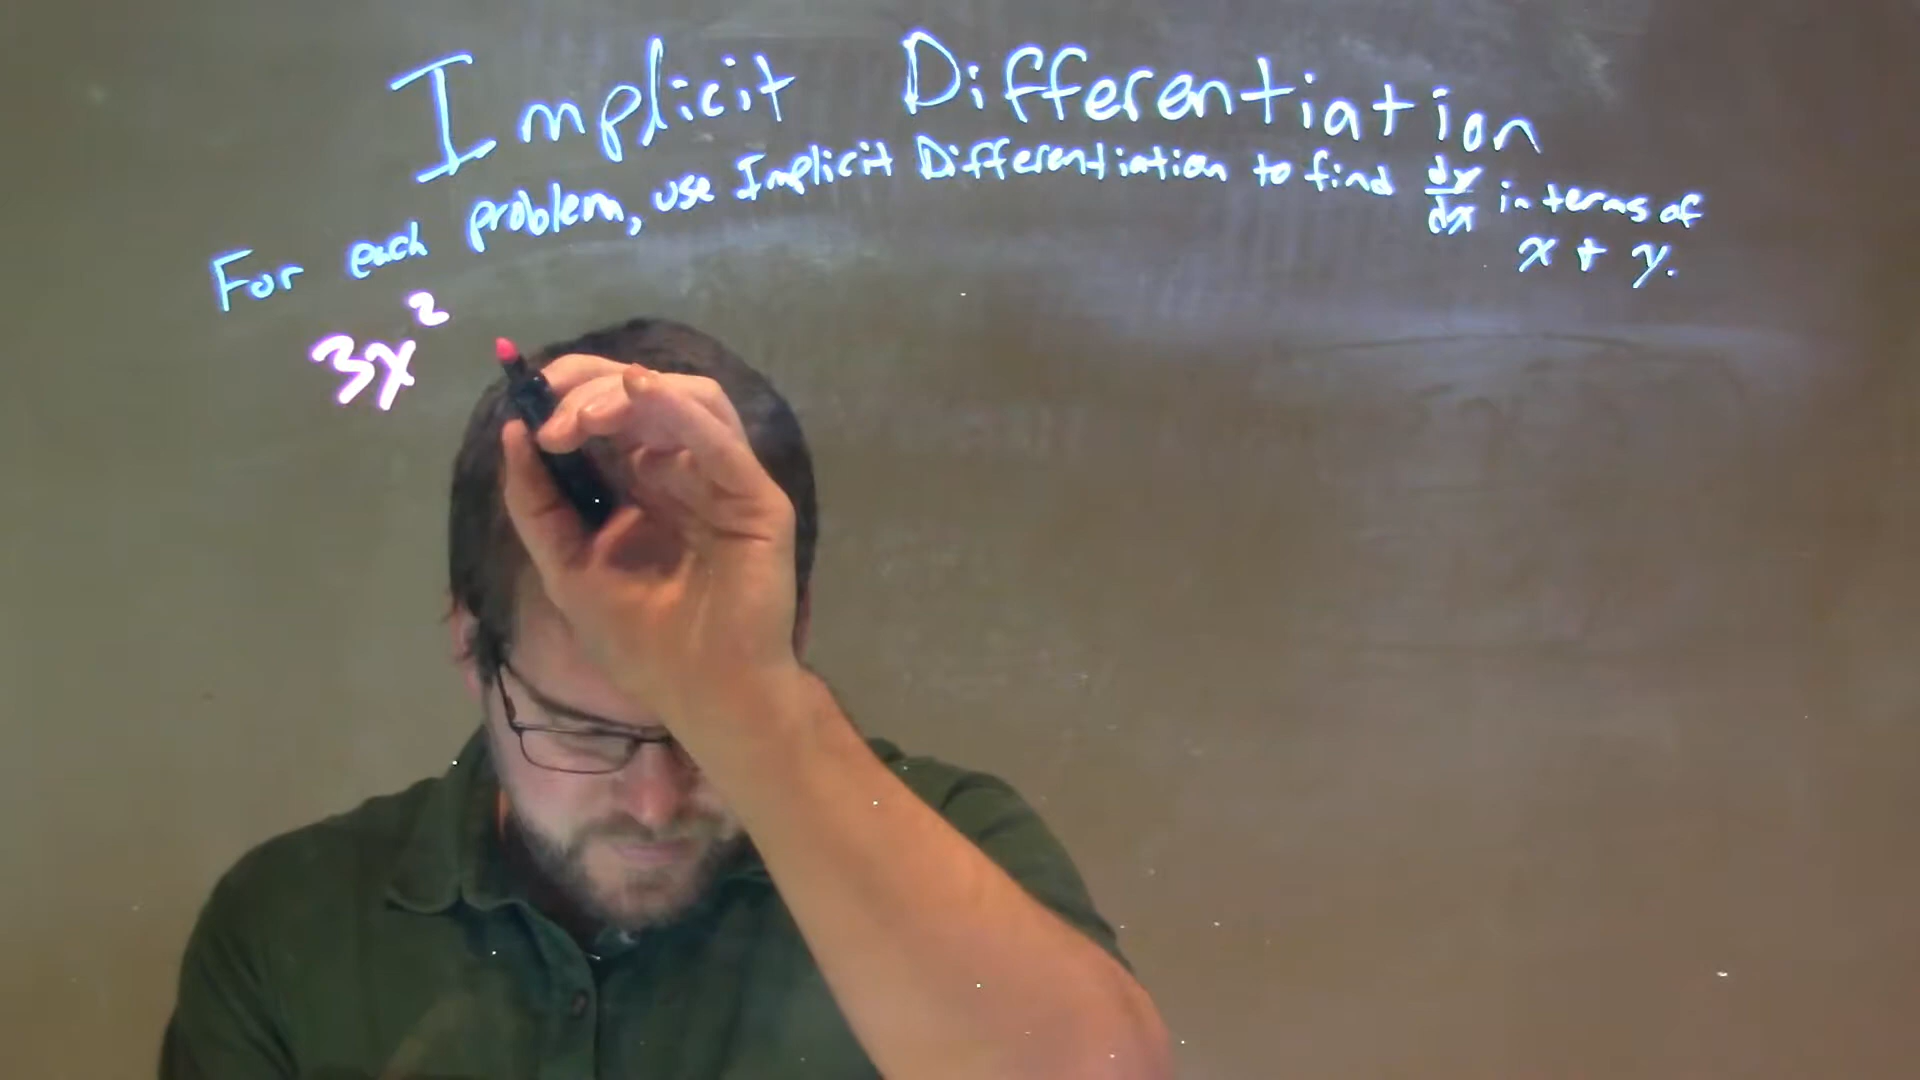 Implicit Differentiation
For each problem, use Implicit Differentiation to find dy/dx in terms of
x + y.
3x²